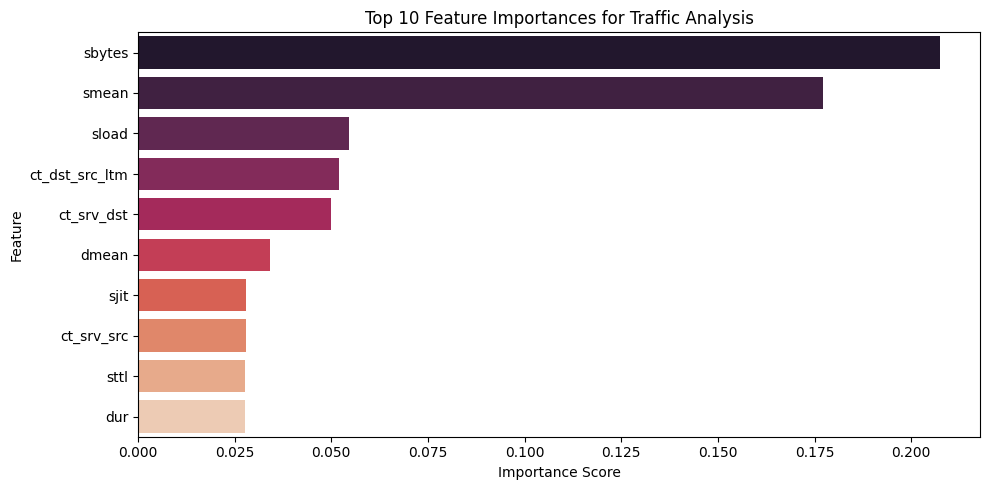 Top 10 Feature Importances for Traffic Analysis
Feature
sbytes
smean
sload
ct_dst_src_ltm
ct_srv_dst
dmean
sjit
ct_srv_src
sttl
dur
0.000 0.025 0.050 0.075 0.100 0.125 0.150 0.175 0.200
Importance Score